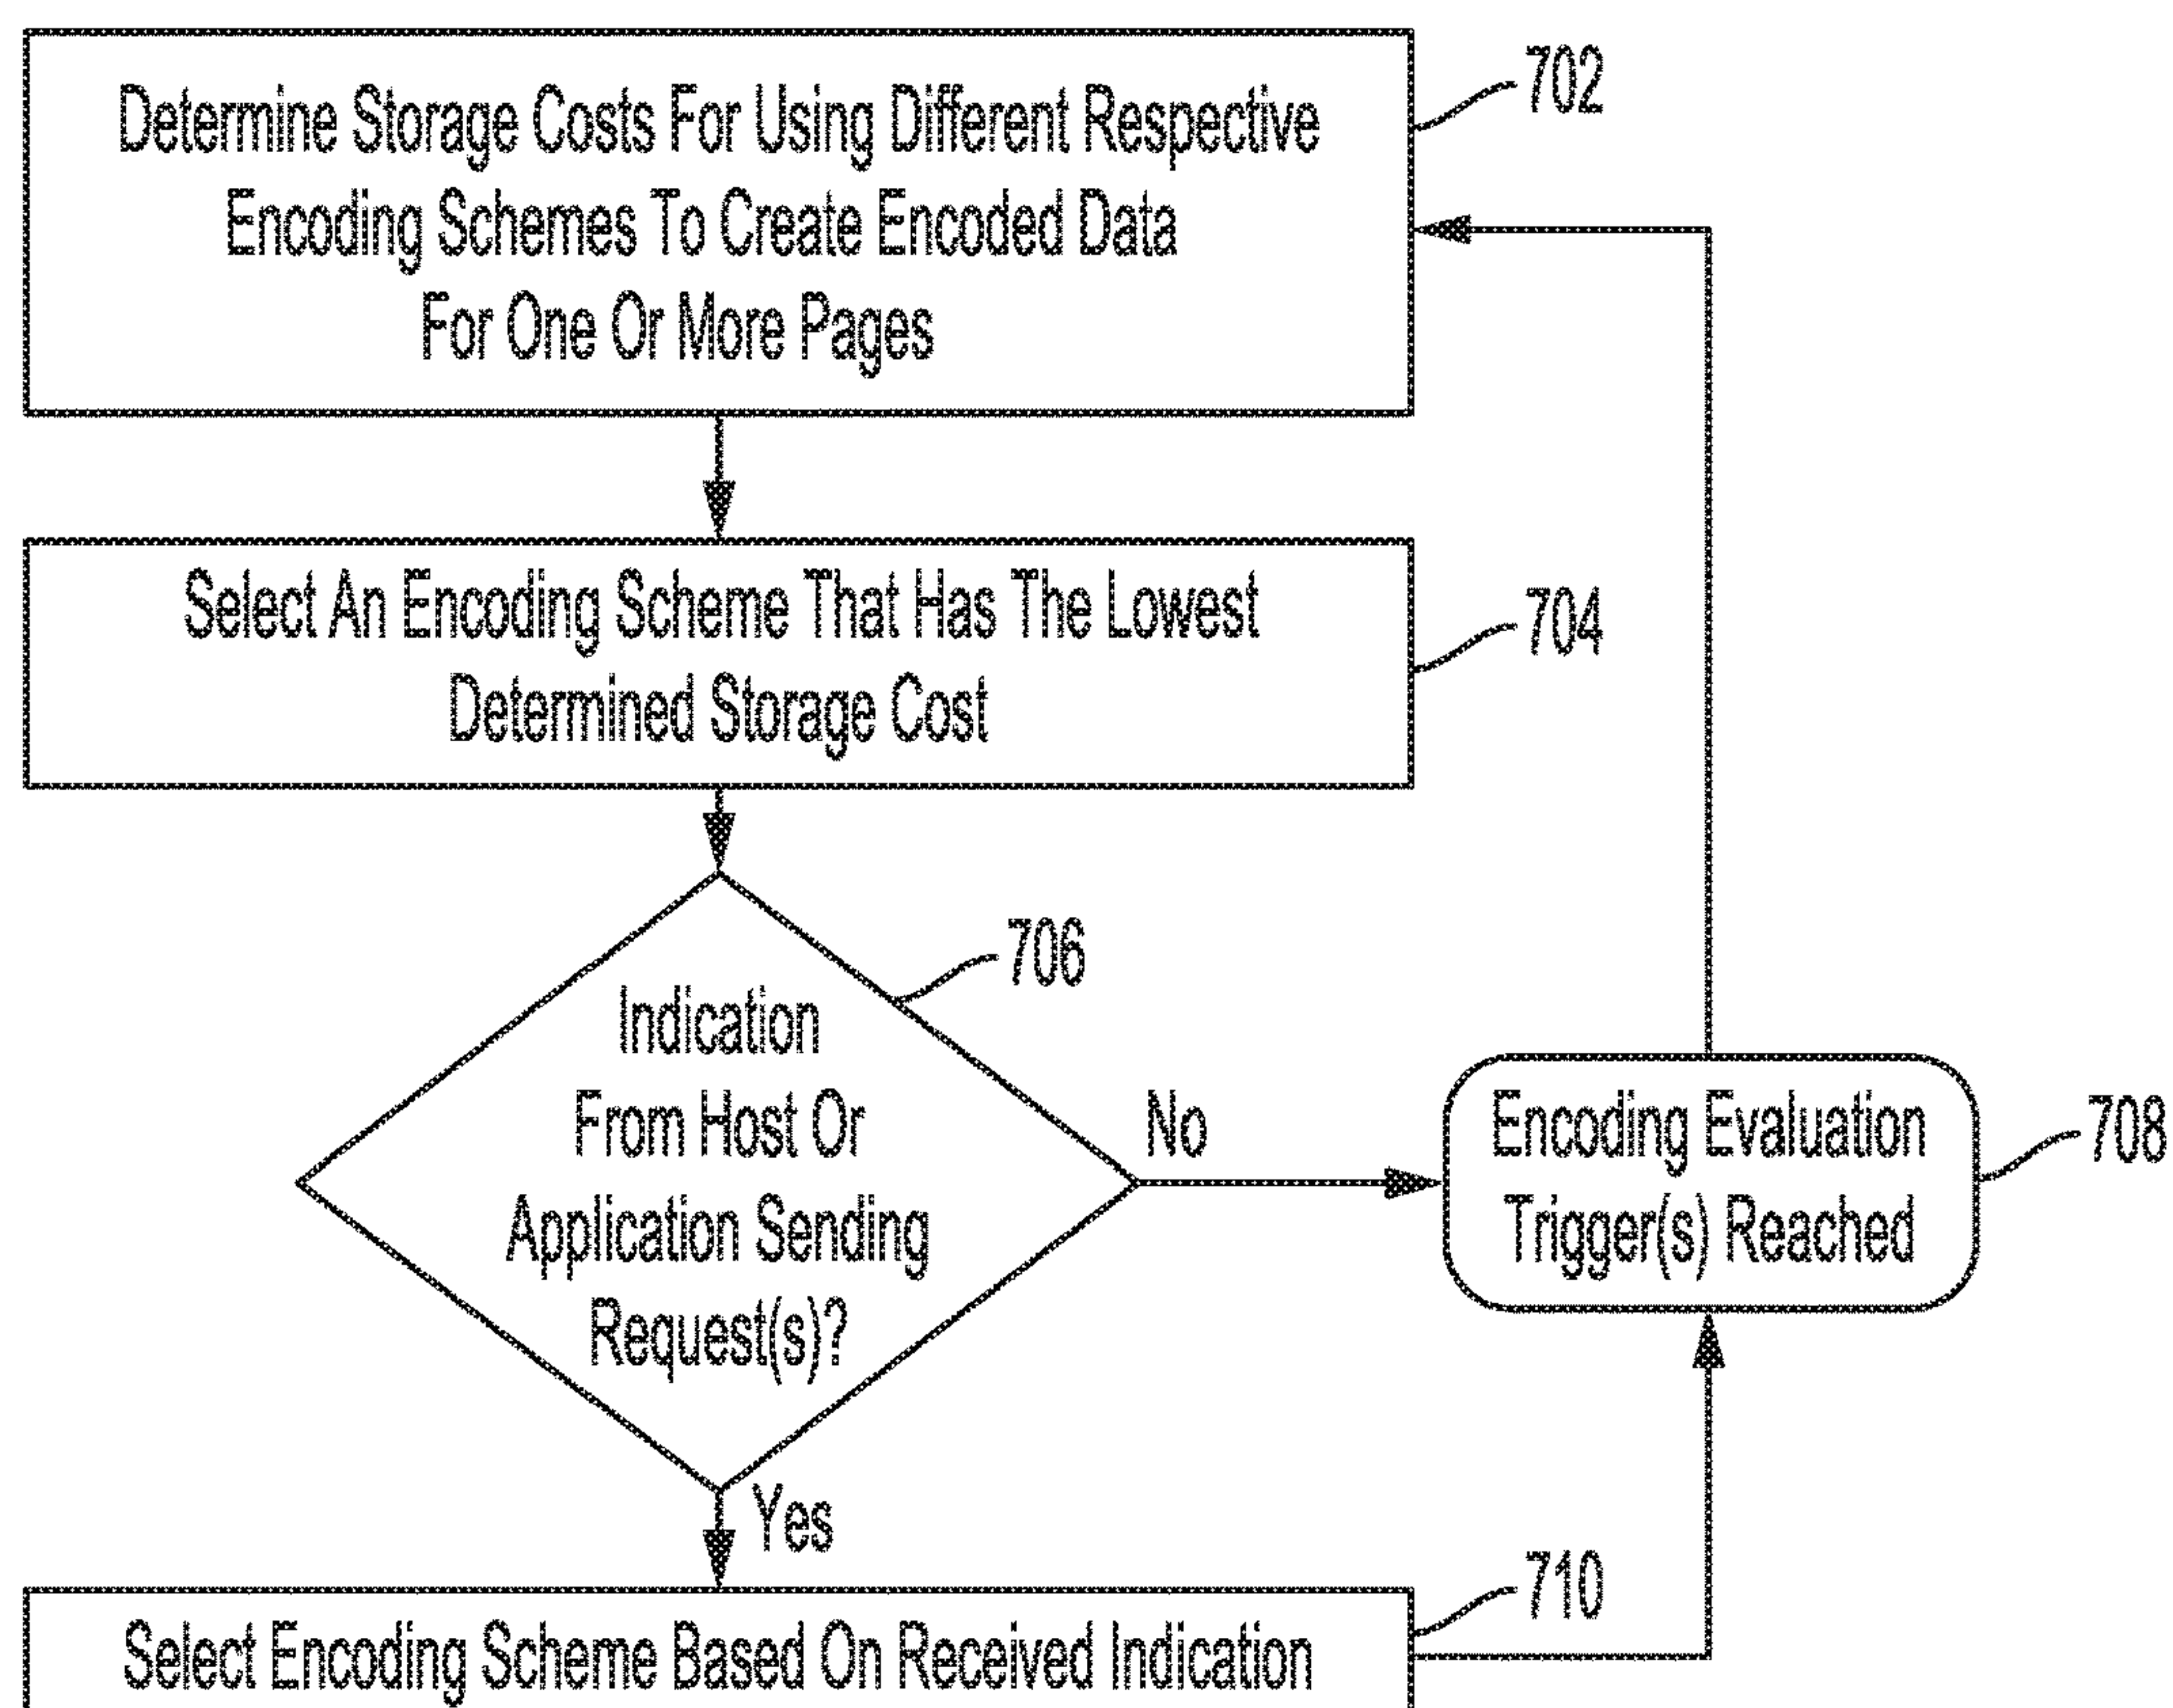 Determine Storage Costs For Using Different Respective
Encoding Schemes To Create Encoded Data
For One Or More Pages
702
Select An Encoding Scheme That Has The Lowest
Determined Storage Cost
704
Indication
From Host Or
Application Sending
Request(s)?
706
No
Encoding Evaluation
Trigger(s) Reached
708
Yes
Select Encoding Scheme Based On Received Indication
710